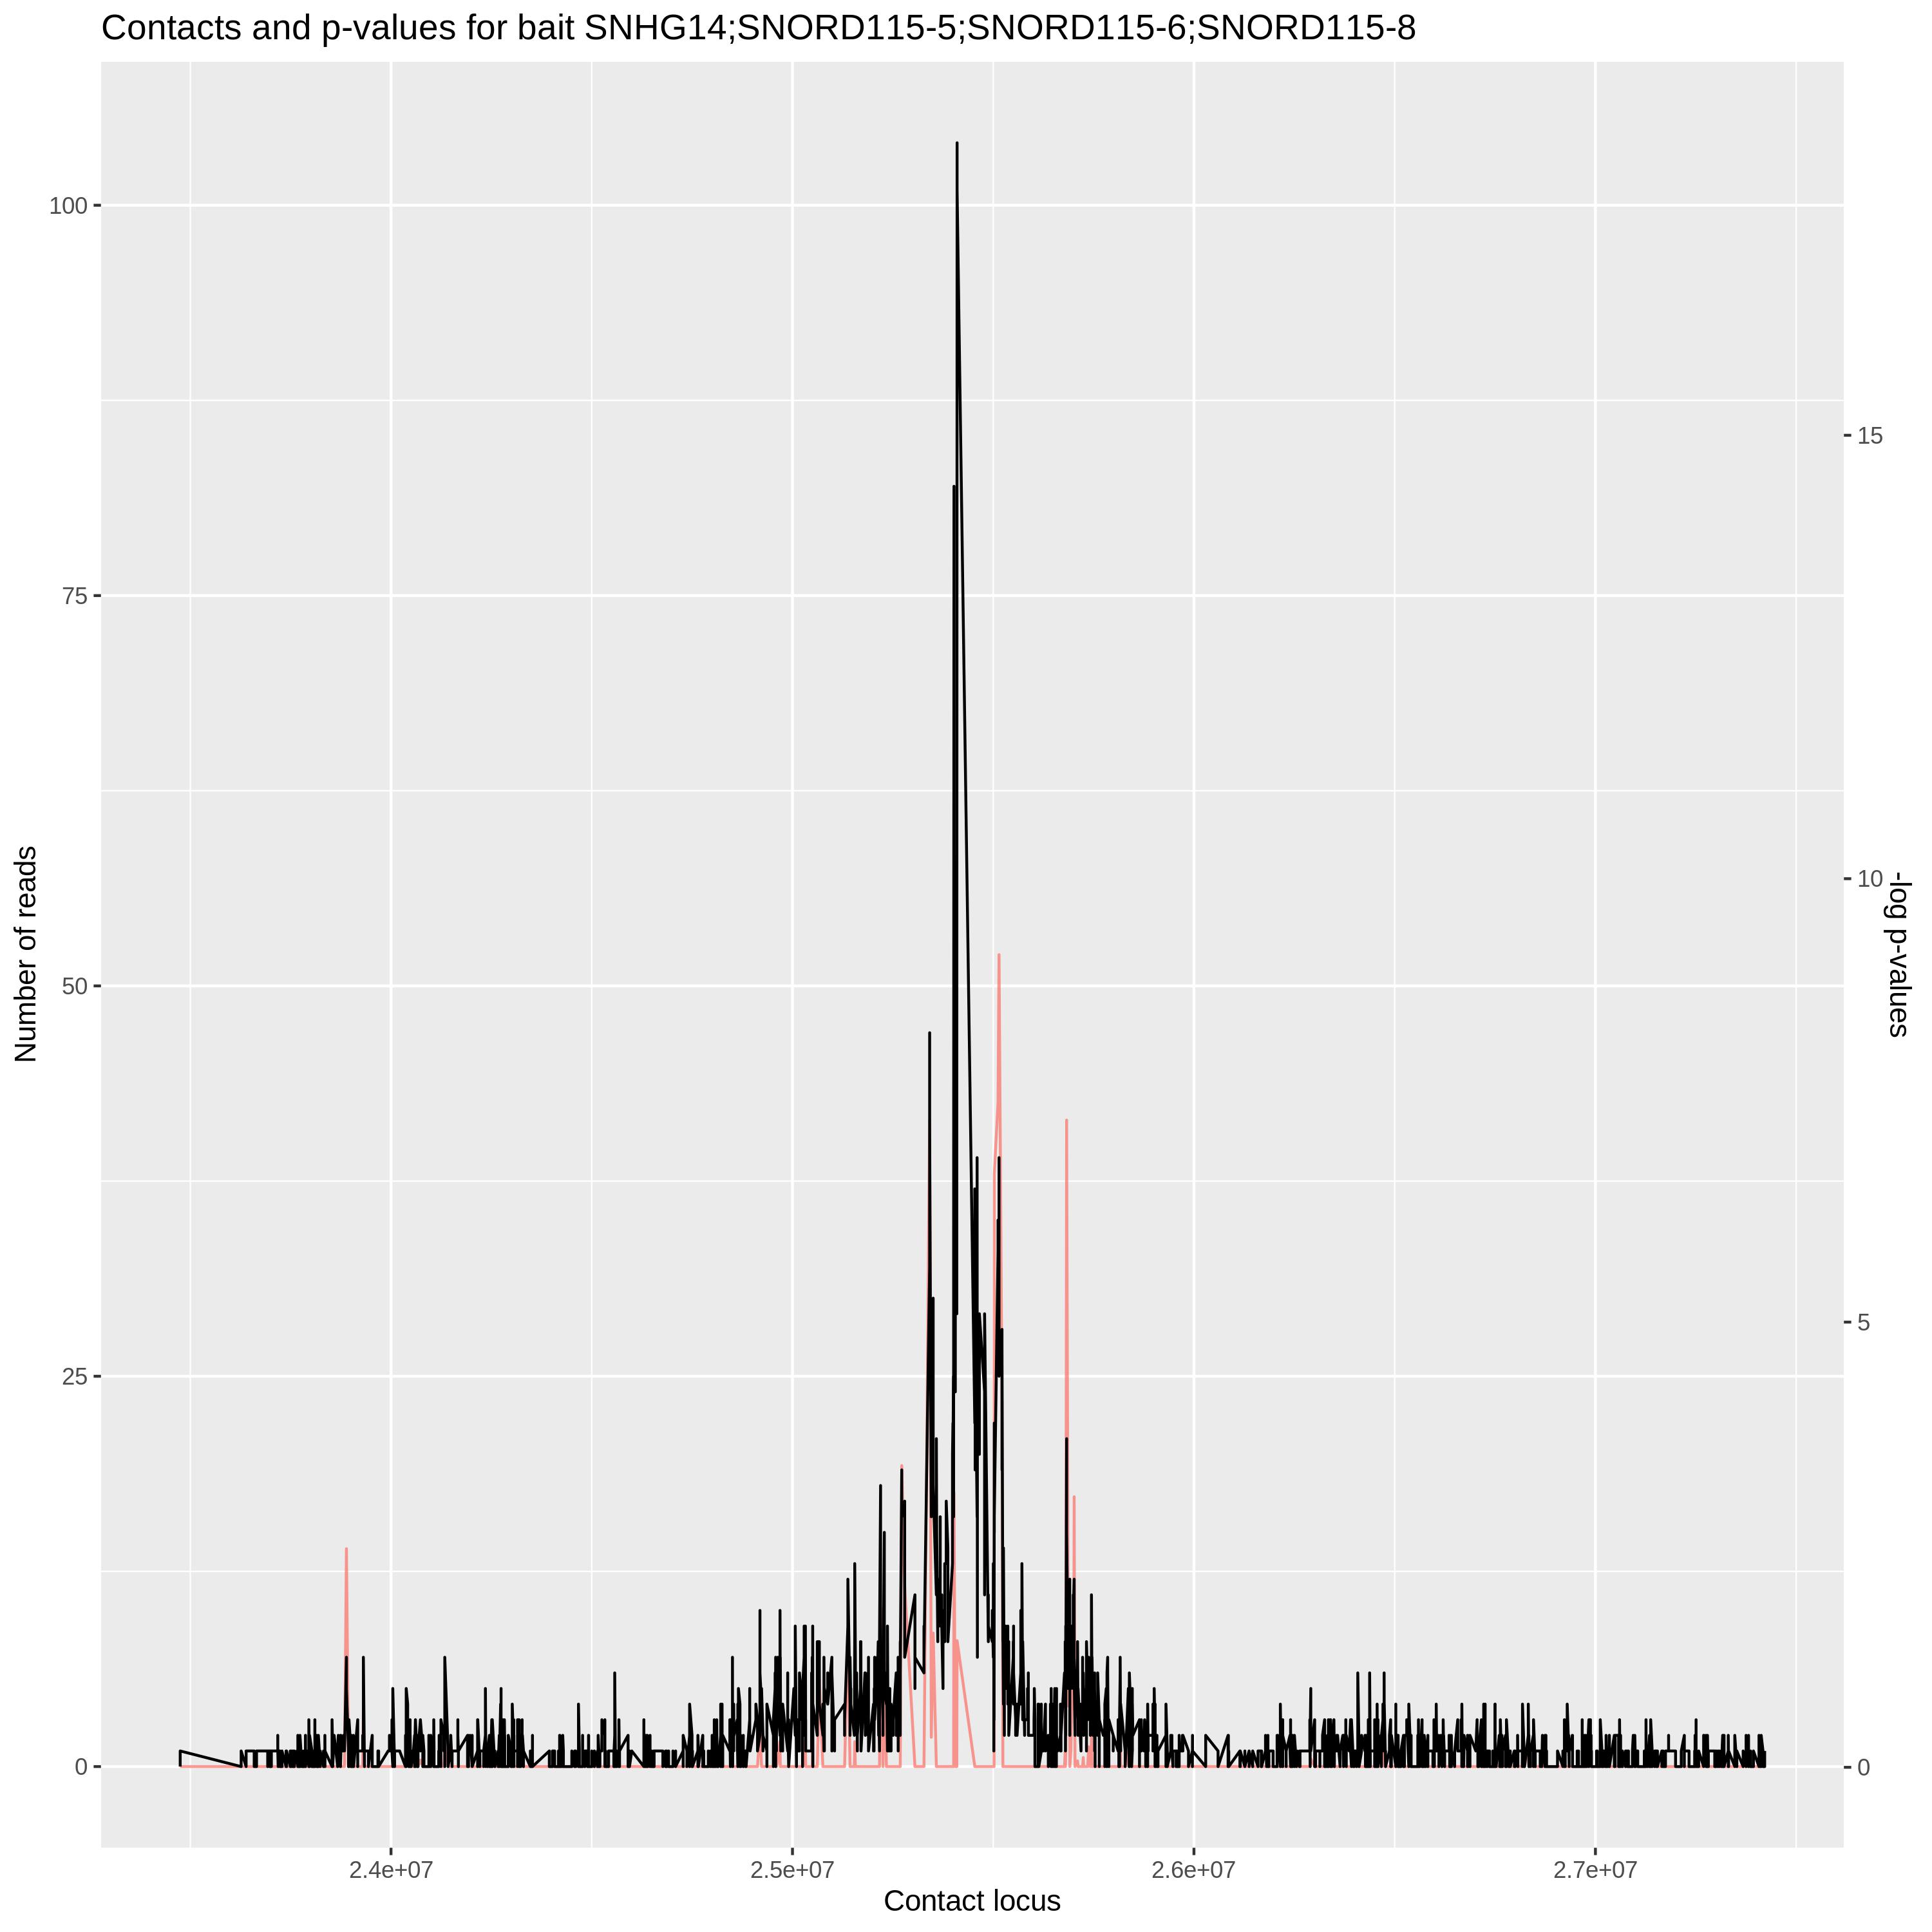 Contacts and p-values for bait SNHG14;SNORD115-5;SNORD115-6;SNORD115-8
100
75
50
25
0
Number of reads
15
10
5
0
-log p-values
2.4e+07 2.5e+07 2.6e+07 2.7e+07
Contact locus